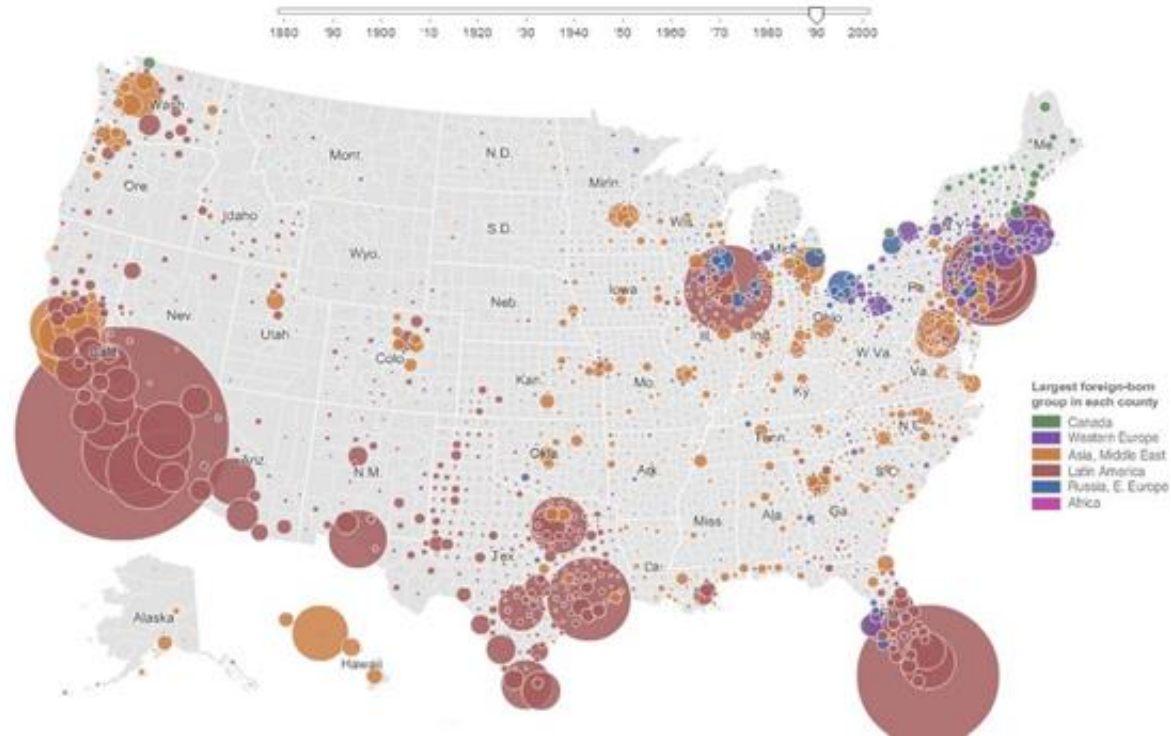 1880 '90 1900 '10 1920 '30 1940 '50 1960 '70 1980 '90 2000
Wash.
Mont.
N.D.
Minn.
Me.
Ore.
Idaho
S.D.
Wis.
N.Y.
Mich.
Wyo.
Iowa
Pa.
Neb.
Nev.
Utah
Ill.
Ind.
Ohio
Calif.
Colo.
W.Va.
Va.
Kan.
Mo.
Ky.
Largest foreign-born
group in each county
Canada
Western Europe
Asia, Middle East
Latin America
Russia, E. Europe
Africa
Ariz.
N.M.
Okla.
Ark.
Tenn.
N.C.
S.C.
Miss.
Ala.
Ga.
Tex.
La.
Alaska
Hawaii